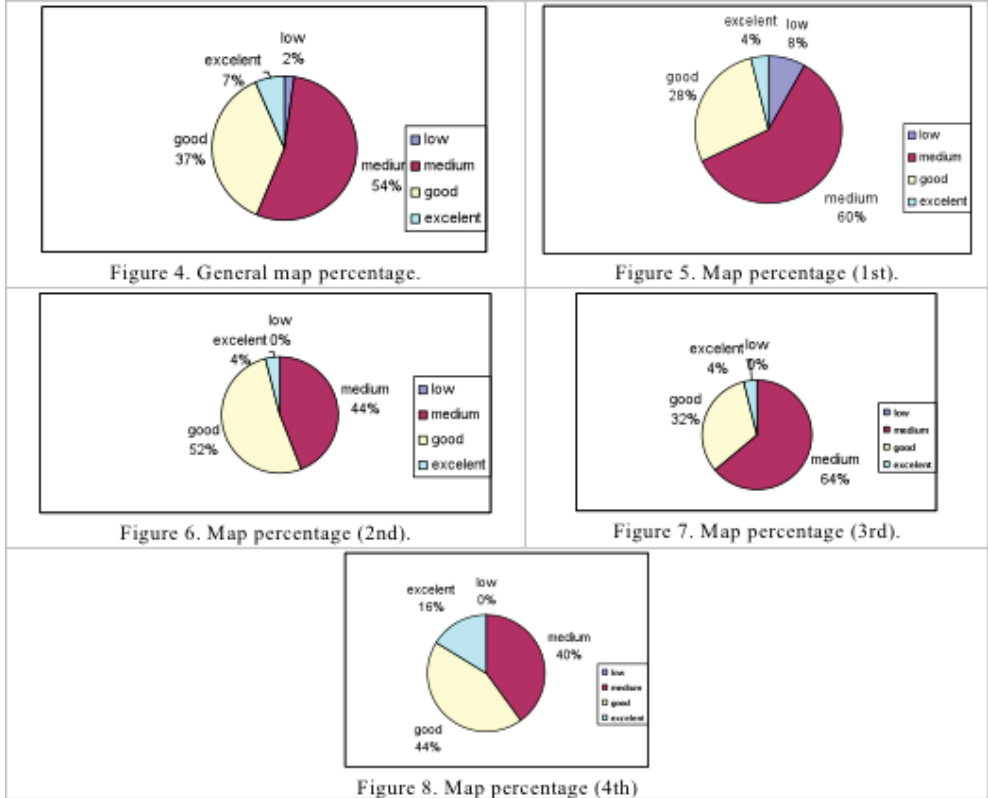 low
2%
excelent
7%
good
37%
medium
54%
low
medium
good
excelent
Figure 4. General map percentage.
excelent
4%
low
8%
good
28%
medium
60%
low
medium
good
excelent
Figure 5. Map percentage (1st).
low
excelent 0%
4%
medium
44%
good
52%
low
medium
good
excelent
Figure 6. Map percentage (2nd).
excelent low
4% 0%
good
32%
medium
64%
low
medium
good
excelent
Figure 7. Map percentage (3rd).
excelent
16%
low
0%
medium
40%
good
44%
low
medium
good
excelent
Figure 8. Map percentage (4th)